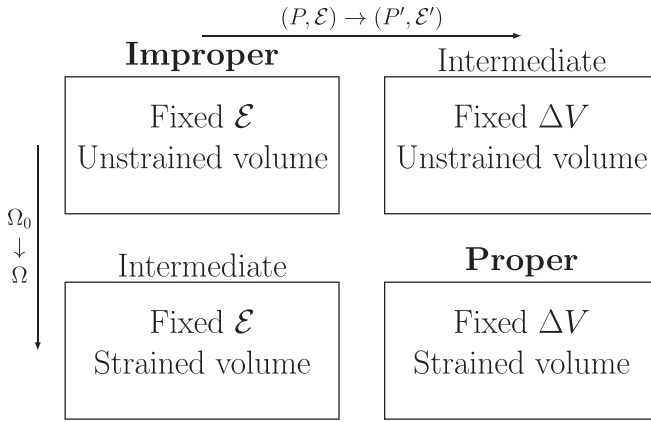 (P, ℰ) → (P′, ℰ′)
Improper
Intermediate
Fixed ℰ
Unstrained volume
Fixed ΔV
Unstrained volume
Ω₀
↓
Ω
Intermediate
Proper
Fixed ℰ
Strained volume
Fixed ΔV
Strained volume